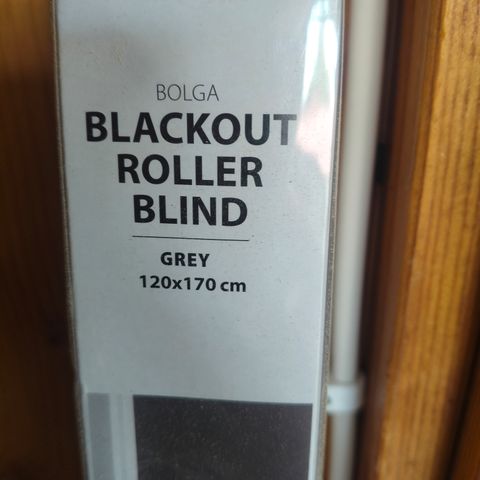 BOLGA
BLACKOUT
ROLLER
BLIND
GREY
120x170 cm